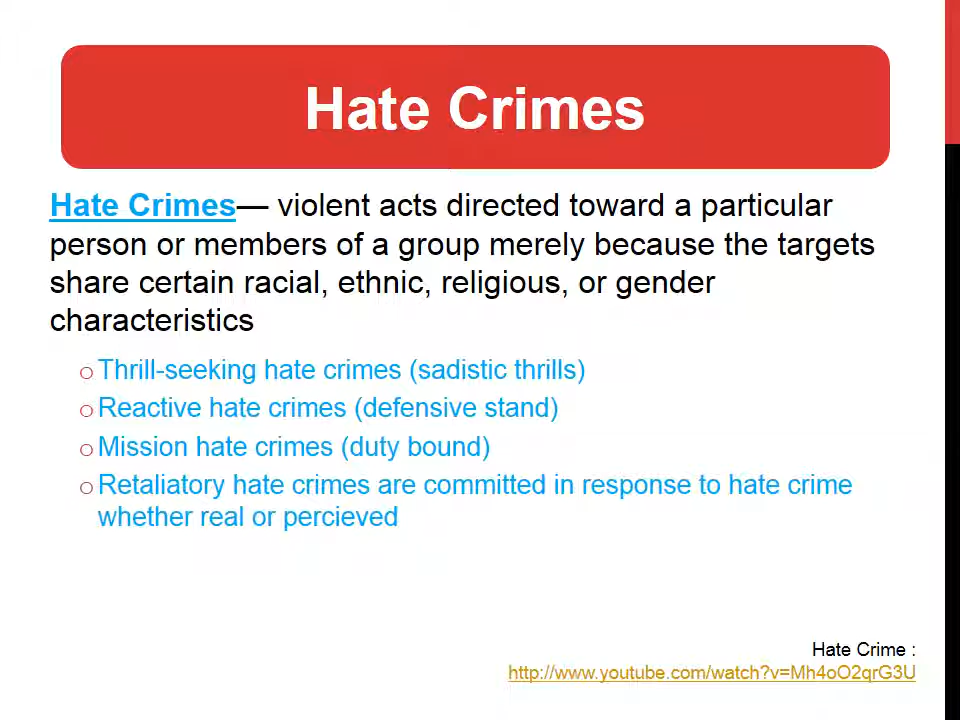 Hate Crimes
Hate Crimes— violent acts directed toward a particular
person or members of a group merely because the targets
share certain racial, ethnic, religious, or gender
characteristics
Thrill-seeking hate crimes (sadistic thrills)
Reactive hate crimes (defensive stand)
Mission hate crimes (duty bound)
Retaliatory hate crimes are committed in response to hate crime
whether real or percieved
Hate Crime :
http://www.youtube.com/watch?v=Mh4oO2qrG3U